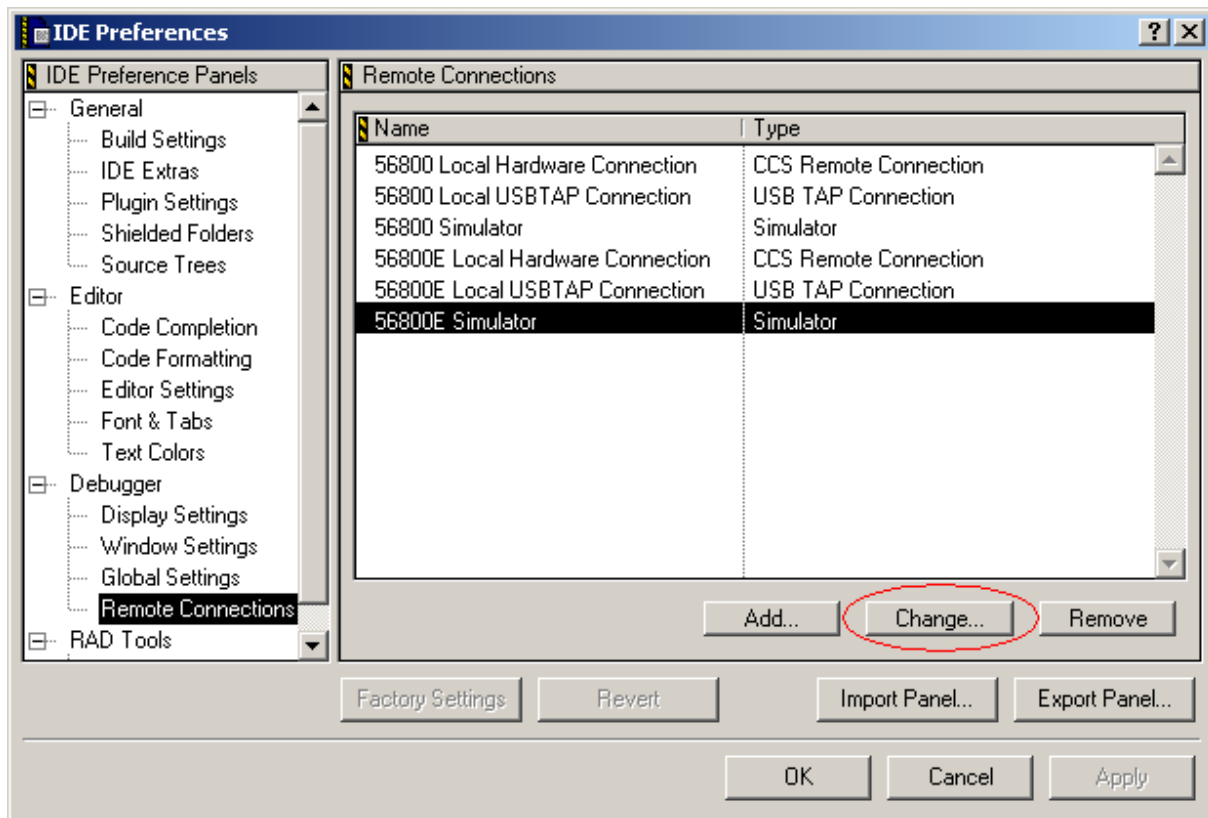 IDE Preferences
IDE Preference Panels
General
Build Settings
IDE Extras
Plugin Settings
Shielded Folders
Source Trees
Editor
Code Completion
Code Formatting
Editor Settings
Font & Tabs
Text Colors
Debugger
Display Settings
Window Settings
Global Settings
Remote Connections
RAD Tools
Remote Connections
Name Type
56800 Local Hardware Connection CCS Remote Connection
56800 Local USBTAP Connection USB TAP Connection
56800 Simulator Simulator
56800E Local Hardware Connection CCS Remote Connection
56800E Local USBTAP Connection USB TAP Connection
56800E Simulator Simulator
Add... Change... Remove
Factory Settings Revert Import Panel... Export Panel...
OK Cancel Apply